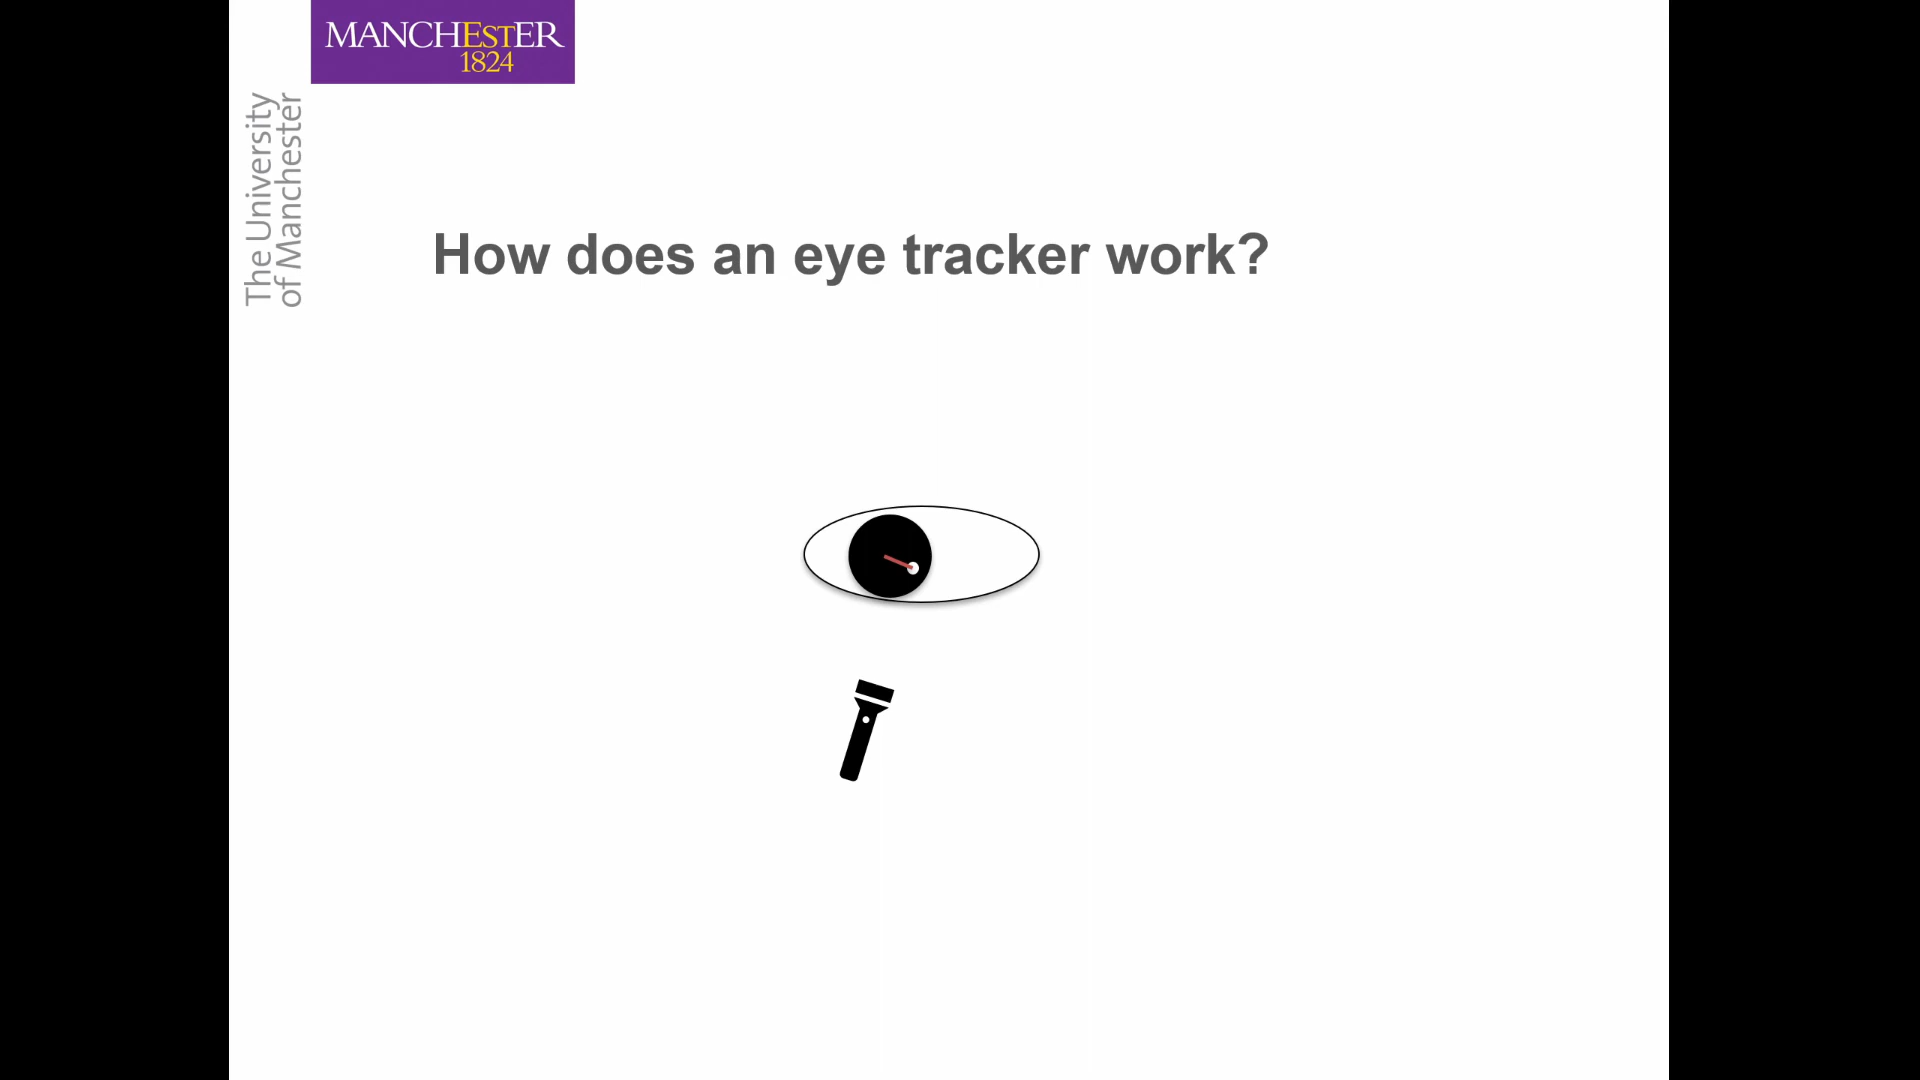 MANCHESTER
1824
The University
of Manchester
How does an eye tracker work?